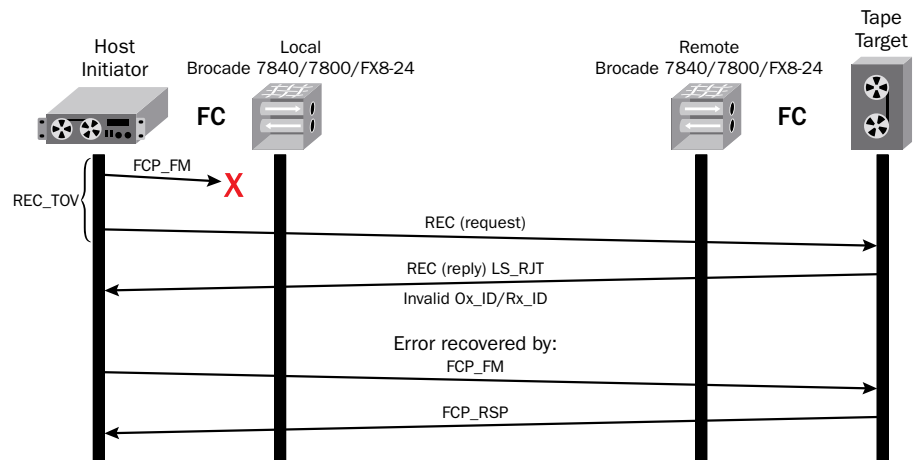 Host
Initiator
Local
Brocade 7840/7800/FX8-24
Remote
Brocade 7840/7800/FX8-24
Tape
Target
FC
FC
FCP_FM
X
REC_TOV
REC (request)
REC (reply) LS_RJT
Invalid Ox_ID/Rx_ID
Error recovered by:
FCP_FM
FCP_RSP